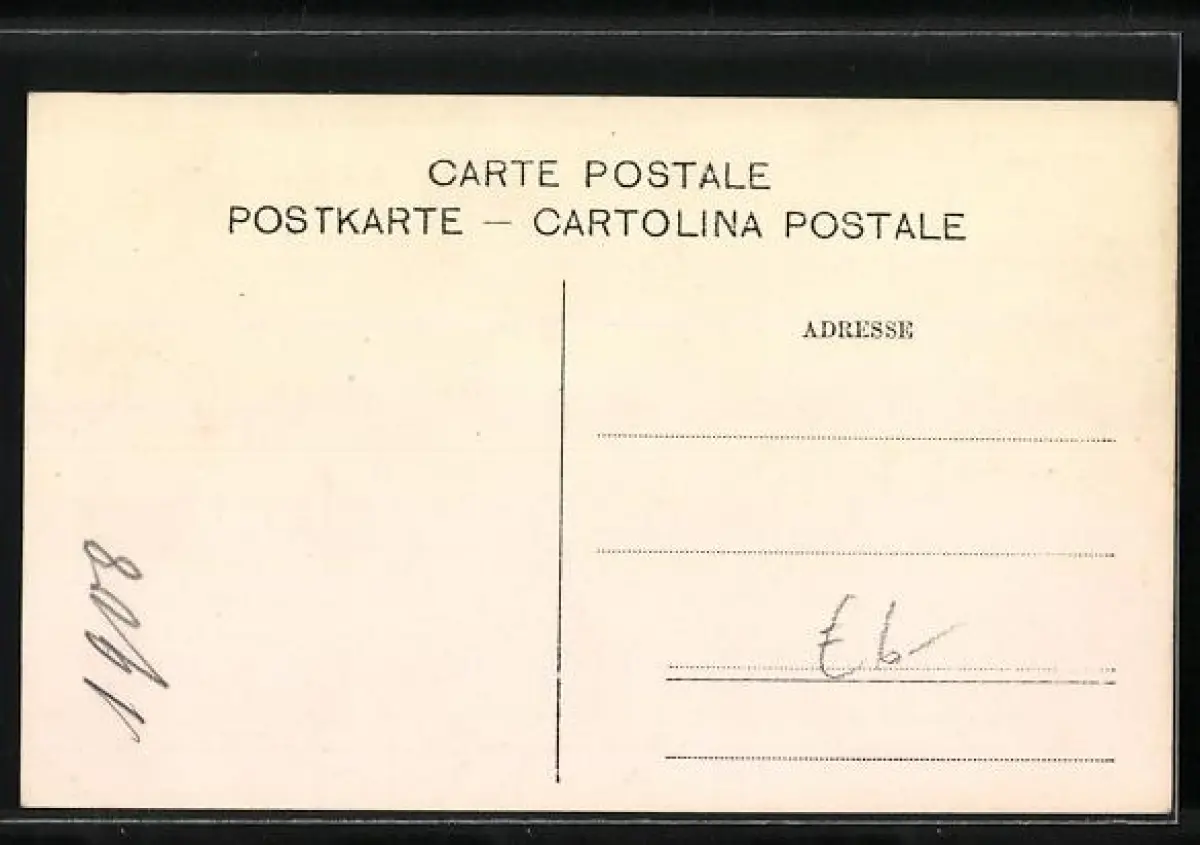 CARTE POSTALE
POSTKARTE — CARTOLINA POSTALE
ADRESSE
1908
£6-